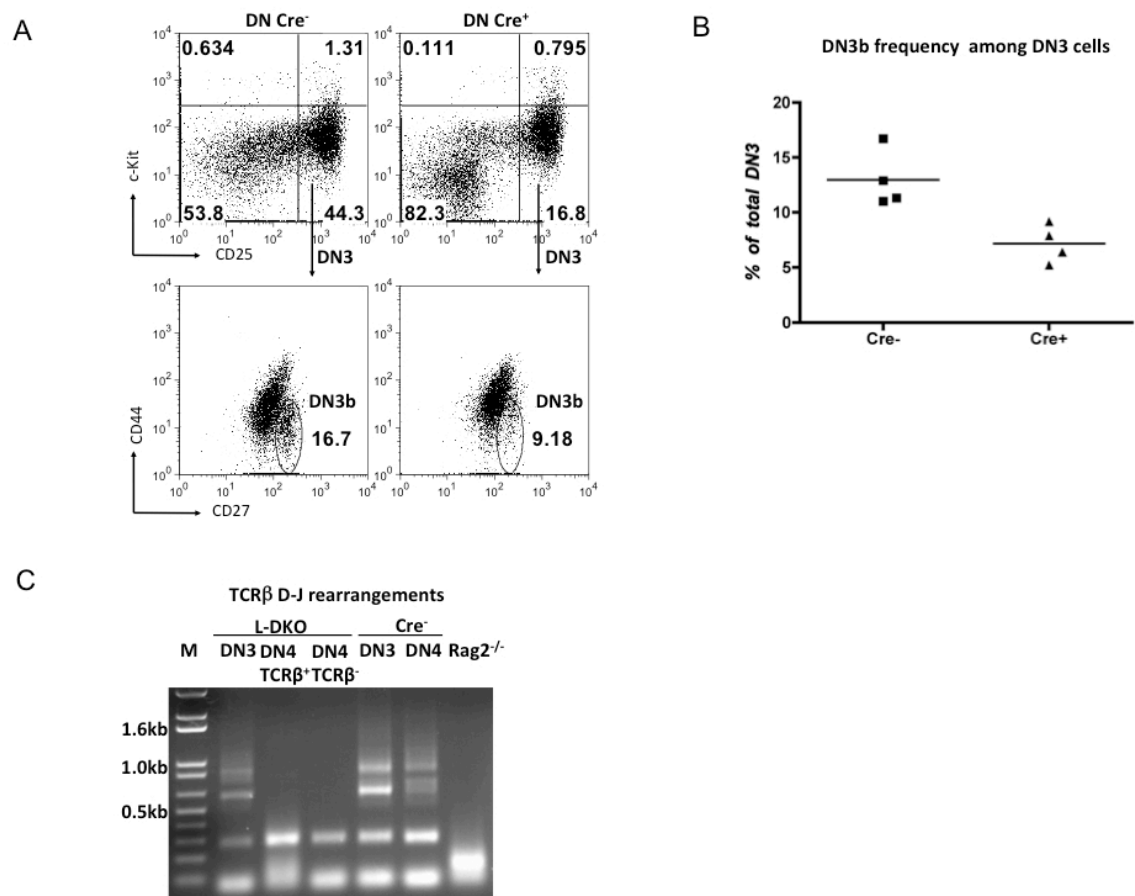 A
DN Cre⁻ DN Cre⁺
10⁴ 10⁴
0.634 1.31 0.111 0.795
10³ 10³
10² 10²
10¹ 10¹
53.8 44.3 82.3 16.8
10⁰ 10⁰
10⁰ 10¹ 10² 10³ 10⁴ 10⁰ 10¹ 10² 10³ 10⁴
c-Kit
CD25
DN3 DN3
10⁴ 10⁴
10³ 10³
10² 10²
DN3b DN3b
10¹ 16.7 10¹ 9.18
10⁰ 10⁰
10⁰ 10¹ 10² 10³ 10⁴ 10⁰ 10¹ 10² 10³ 10⁴
CD44
CD27
B
DN3b frequency among DN3 cells
% of total DN3
20
15
10
5
0
Cre- Cre+
C
TCRβ D-J rearrangements
L-DKO Cre⁻
M DN3 DN4 DN4 DN3 DN4 Rag2⁻/⁻
TCRβ⁺ TCRβ⁻
1.6kb
1.0kb
0.5kb